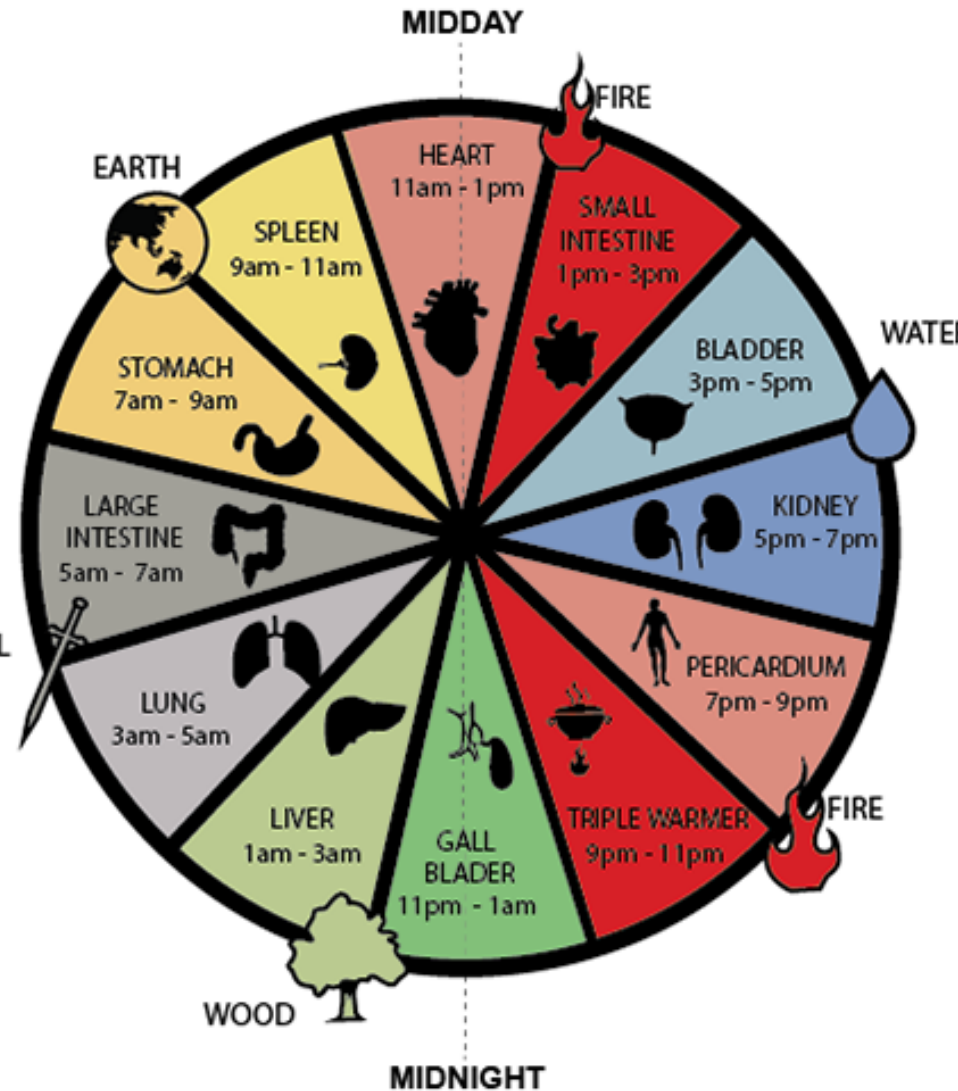 MIDDAY
FIRE
EARTH
HEART
11am - 1pm
SMALL
INTESTINE
1pm - 3pm
SPLEEN
9am - 11am
WATE
BLADDER
3pm - 5pm
STOMACH
7am - 9am
LARGE
INTESTINE
5am - 7am
KIDNEY
5pm - 7pm
L
PERICARDIUM
7pm - 9pm
LUNG
3am - 5am
FIRE
LIVER
1am - 3am
GALL
BLADER
11pm - 1am
TRIPLE WARMER
9pm - 11pm
WOOD
MIDNIGHT